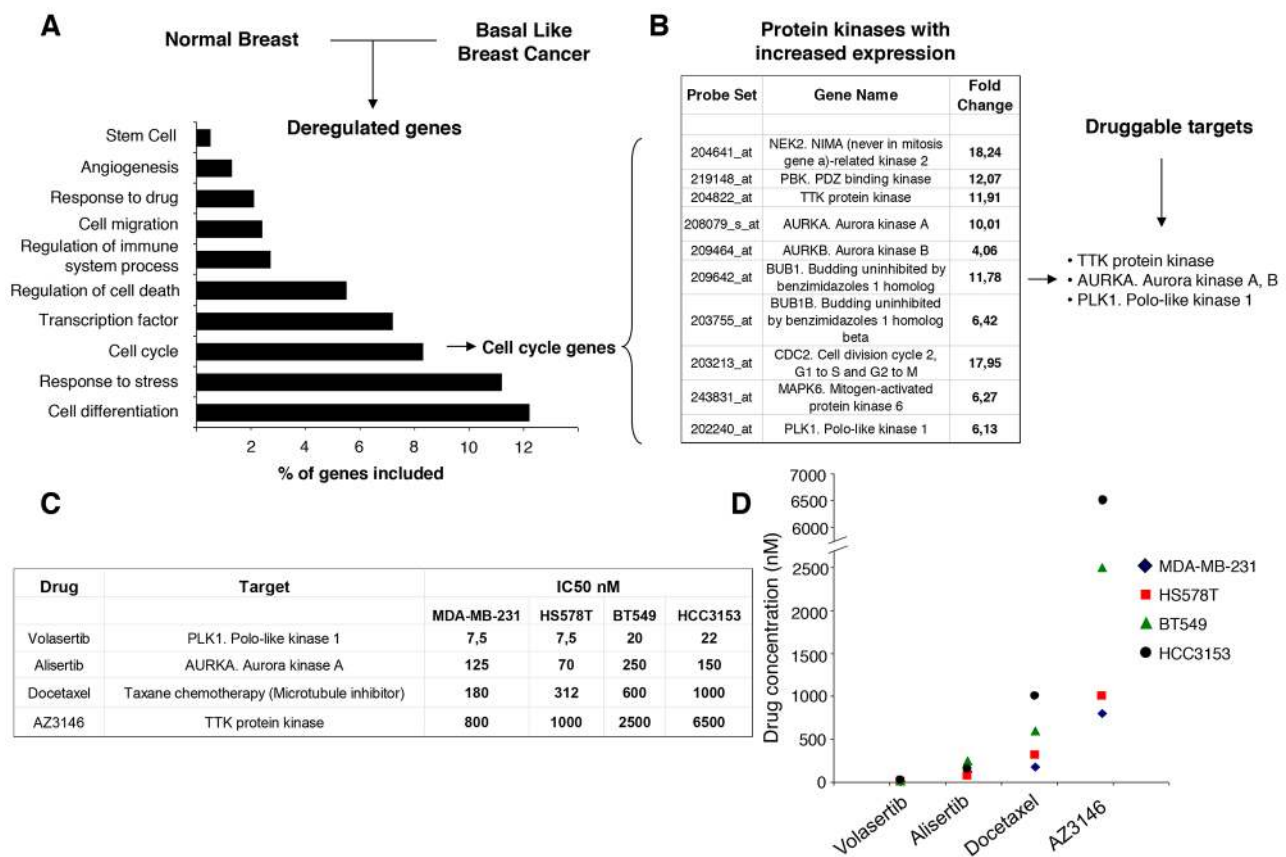 A
Normal Breast
Basal Like
Breast Cancer
Deregulated genes
Stem Cell
Angiogenesis
Response to drug
Cell migration
Regulation of immune
system process
Regulation of cell death
Transcription factor
Cell cycle
Response to stress
Cell differentiation
Cell cycle genes
2 4 6 8 10 12
% of genes included
B
Protein kinases with
increased expression
Probe Set Gene Name Fold
Change
204641_at NEK2. NIMA (never in mitosis
gene a)-related kinase 2 18,24
219148_at PBK. PDZ binding kinase 12,07
204822_at TTK protein kinase 11,91
208079_s_at AURKA. Aurora kinase A 10,01
209464_at AURKB. Aurora kinase B 4,06
209642_at BUB1. Budding uninhibited by
benzimidazoles 1 homolog 11,78
203755_at BUB1B. Budding uninhibited
by benzimidazoles 1 homolog
beta 6,42
203213_at CDC2. Cell division cycle 2,
G1 to S and G2 to M 17,95
243831_at MAPK6. Mitogen-activated
protein kinase 6 6,27
202240_at PLK1. Polo-like kinase 1 6,13
Druggable targets
• TTK protein kinase
• AURKA. Aurora kinase A, B
• PLK1. Polo-like kinase 1
C
Drug Target IC50 nM
MDA-MB-231 HS578T BT549 HCC3153
Volasertib PLK1. Polo-like kinase 1 7,5 7,5 20 22
Alisertib AURKA. Aurora kinase A 125 70 250 150
Docetaxel Taxane chemotherapy (Microtubule inhibitor) 180 312 600 1000
AZ3146 TTK protein kinase 800 1000 2500 6500
D
Drug concentration (nM)
7000
6500
6000
2500
2000
1500
1000
500
0
Volasertib
Alisertib
Docetaxel
AZ3146
MDA-MB-231
HS578T
BT549
HCC3153